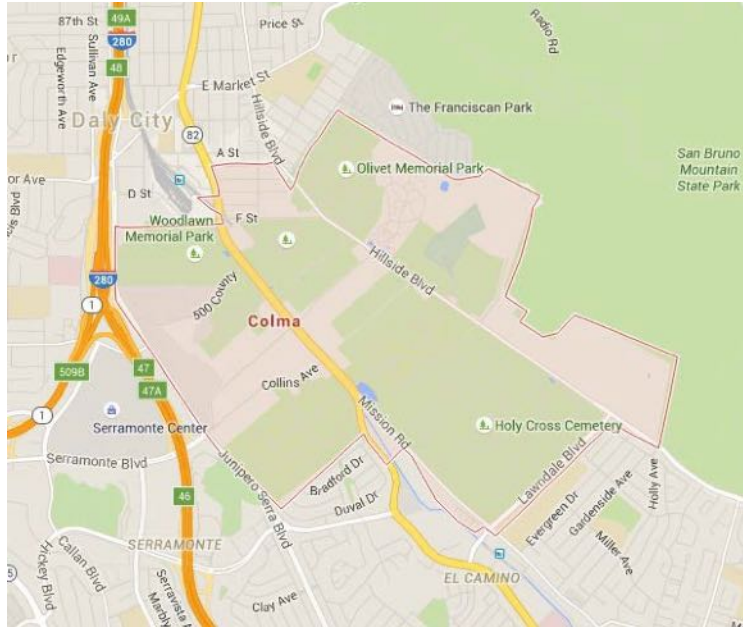 87th St
49A
Price St
Radio Rd
280
Sullivan Ave
Edgeworth Ave
48
E Market St
Hillside Blvd
The Franciscan Park
Daly City
82
A St
Olivet Memorial Park
San Bruno
Mountain
State Park
or Ave
D St
Woodlawn
Memorial Park
F St
Hillside Blvd
280
1
500 County
Colma
47
509B
47A
Collins Ave
1
Serramonte Center
Mission Rd
Holy Cross Cemetery
Serramonte Blvd
Junipero Serra Blvd
Bradford Dr
Lawndale Blvd
46
Duval Dr
Evergreen Dr
Gardenside Ave
Holly Ave
Miller Ave
SERRAMONTE
Hickey Blvd
Callan Blvd
EL CAMINO
Serravista A
Marbly
Clay Ave